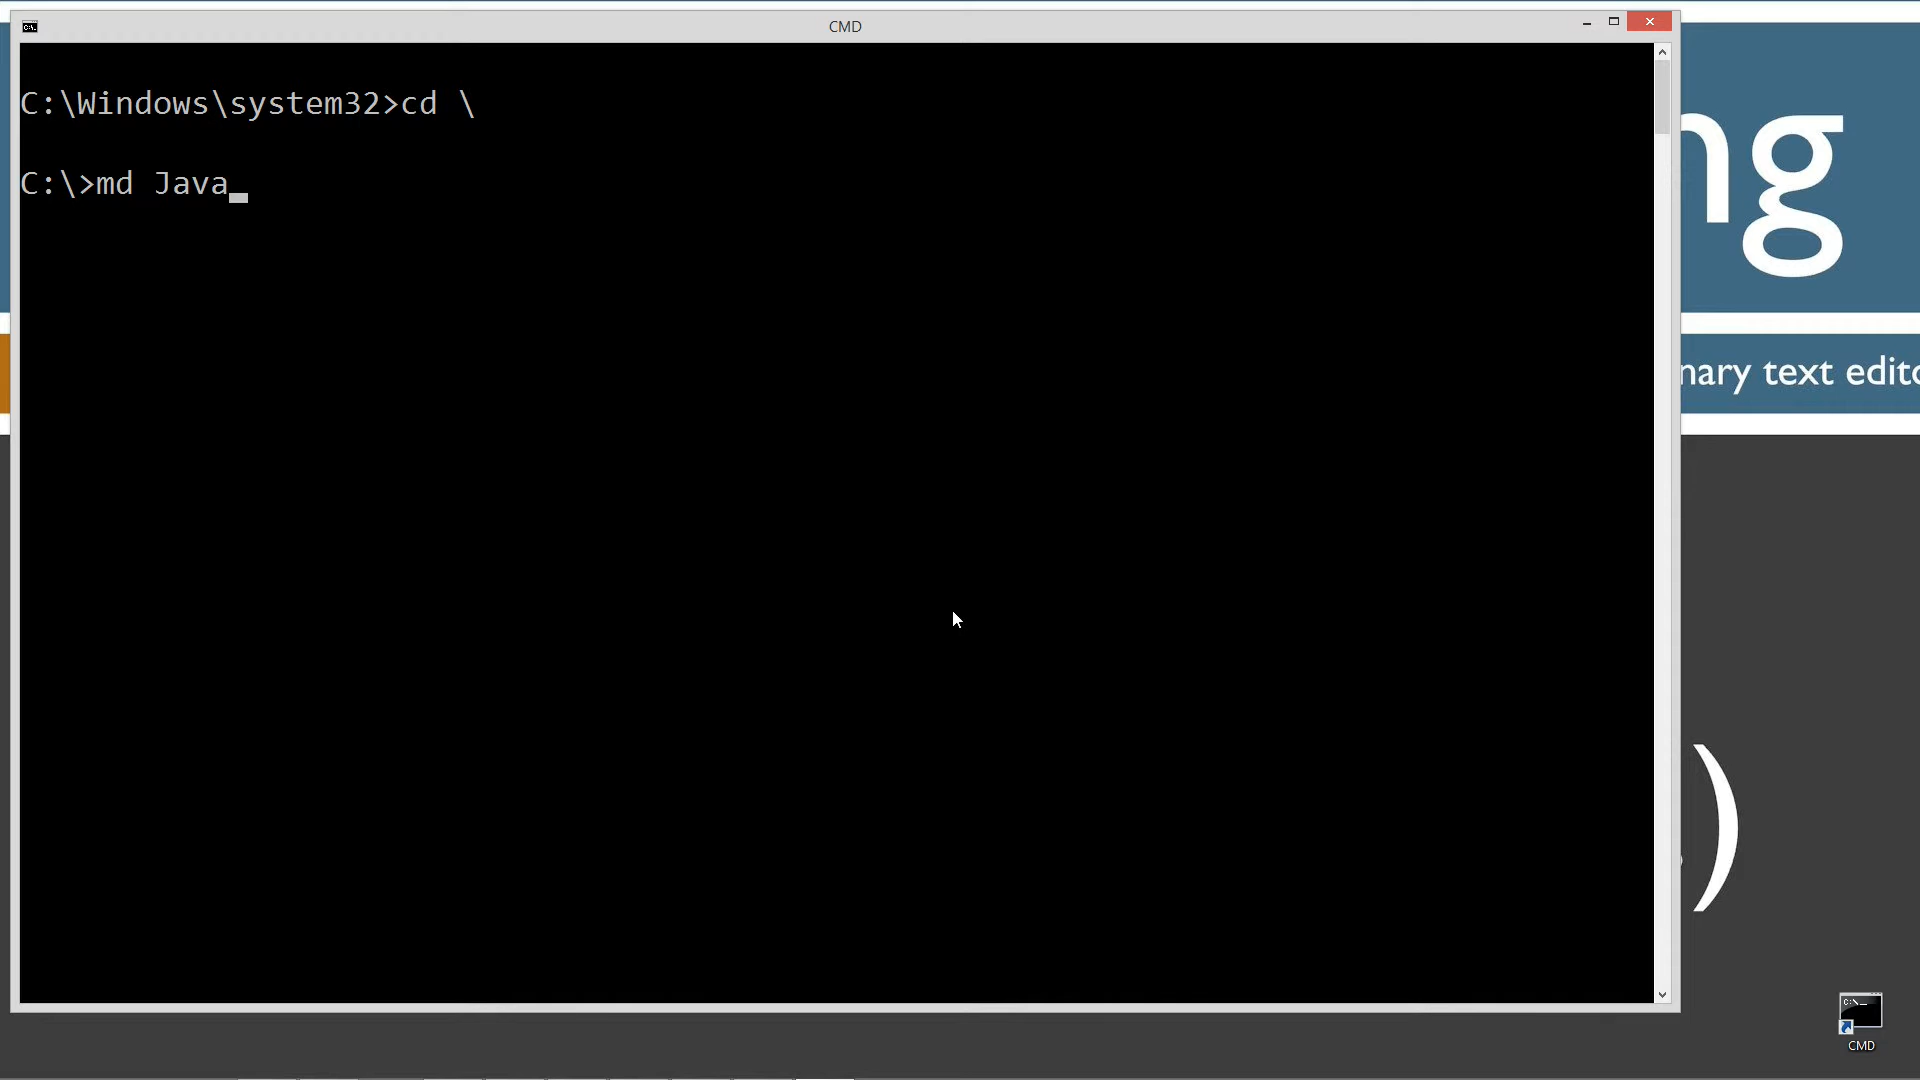 CMD
C:\Windows\system32>cd \
C:\>md Java
ng
nary text edito
)
CMD